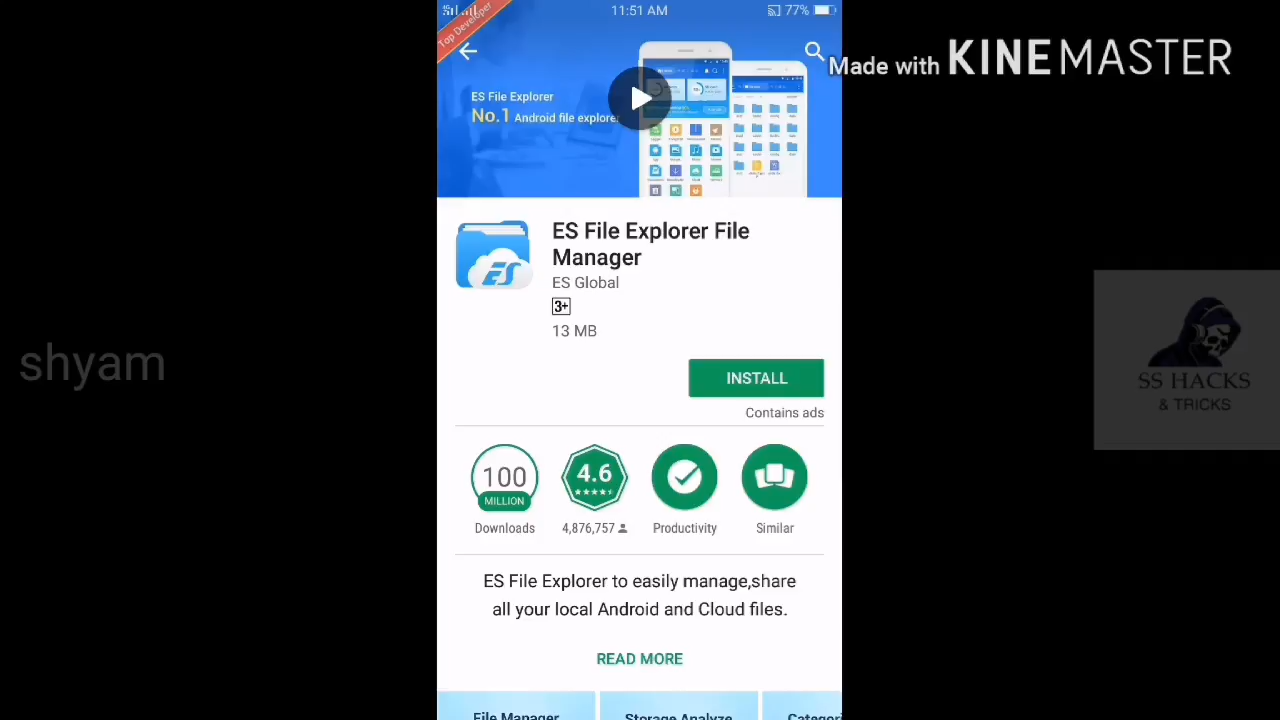 Top Developer
11:51 AM
77%
Made with KINEMASTER
ES File Explorer
No.1 Android file explorer
ES File Explorer File
Manager
ES Global
3+
13 MB
INSTALL
Contains ads
shyam
SS HACKS
& TRICKS
100
MILLION
Downloads
4.6
4,876,757
Productivity
Similar
ES File Explorer to easily manage,share
all your local Android and Cloud files.
READ MORE
File Manager
Storage Analyze
Categori